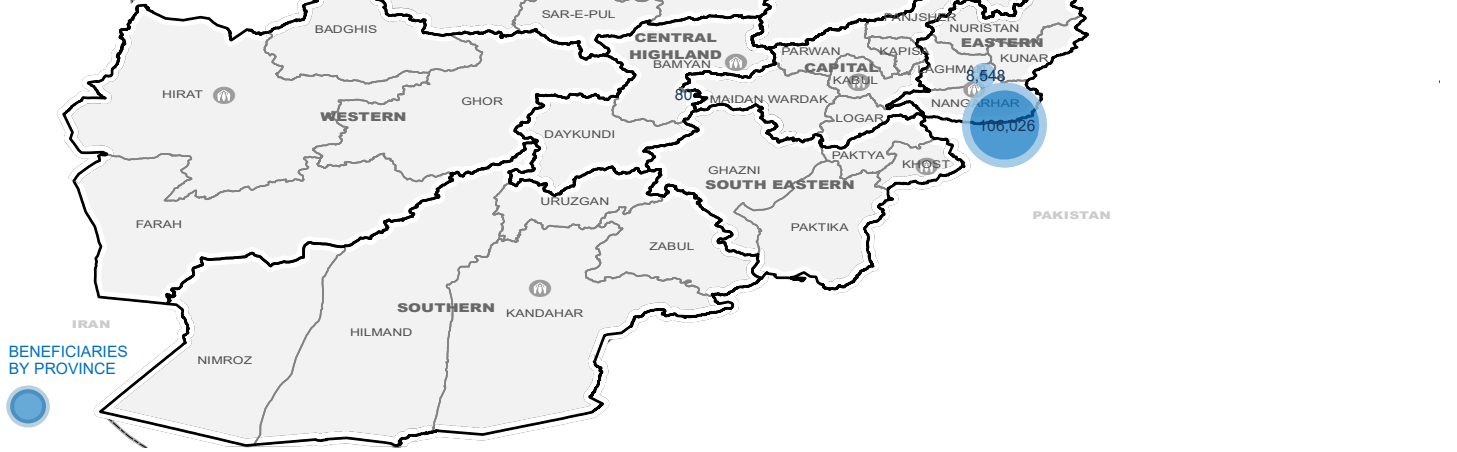 SAR-E-PUL
PANJSHER
BADGHIS
NURISTAN
CENTRAL
HIGHLAND
EASTERN
PARWAN
KAPISA
KUNAR
BAMYAN
CAPITAL
LAGHMA
8,548
KABUL
HIRAT
GHOR
MAIDAN WARDAK
NANGARHAR
WESTERN
LOGAR
106,026
DAYKUNDI
PAKTYA
KHOST
GHAZNI
SOUTH EASTERN
URUZGAN
PAKISTAN
FARAH
PAKTIKA
ZABUL
SOUTHERN
KANDAHAR
IRAN
HILMAND
BENEFICIARIES
BY PROVINCE
NIMROZ